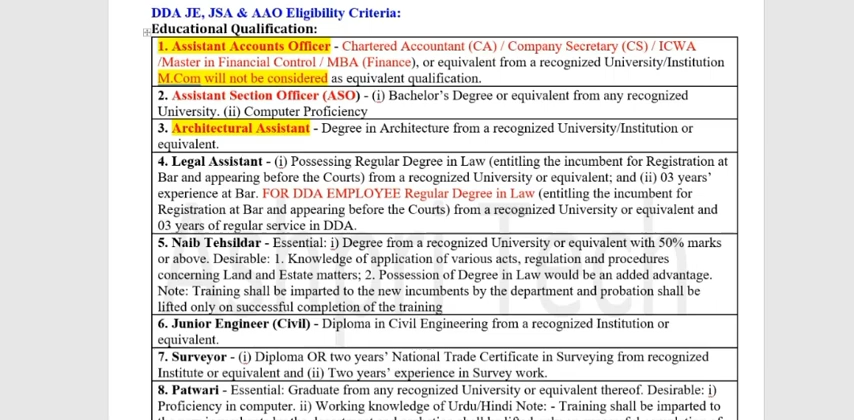 DDA JE, JSA & AAO Eligibility Criteria:
Educational Qualification:
1. Assistant Accounts Officer - Chartered Accountant (CA) / Company Secretary (CS) / ICWA
/Master in Financial Control / MBA (Finance), or equivalent from a recognized University/Institution
M.Com will not be considered as equivalent qualification.
2. Assistant Section Officer (ASO) - (i) Bachelor’s Degree or equivalent from any recognized
University. (ii) Computer Proficiency
3. Architectural Assistant - Degree in Architecture from a recognized University/Institution or
equivalent.
4. Legal Assistant - (i) Possessing Regular Degree in Law (entitling the incumbent for Registration at
Bar and appearing before the Courts) from a recognized University or equivalent; and (ii) 03 years’
experience at Bar. FOR DDA EMPLOYEE Regular Degree in Law (entitling the incumbent for
Registration at Bar and appearing before the Courts) from a recognized University or equivalent and
03 years of regular service in DDA.
5. Naib Tehsildar - Essential: i) Degree from a recognized University or equivalent with 50% marks
or above. Desirable: 1. Knowledge of application of various acts, regulation and procedures
concerning Land and Estate matters; 2. Possession of Degree in Law would be an added advantage.
Note: Training shall be imparted to the new incumbents by the department and probation shall be
lifted only on successful completion of the training
6. Junior Engineer (Civil) - Diploma in Civil Engineering from a recognized Institution or
equivalent.
7. Surveyor - (i) Diploma OR two years’ National Trade Certificate in Surveying from recognized
Institute or equivalent and (ii) Two years’ experience in Survey work.
8. Patwari - Essential: Graduate from any recognized University or equivalent thereof. Desirable: i)
Proficiency in computer. ii) Working knowledge of Urdu/Hindi Note: - Training shall be imparted to